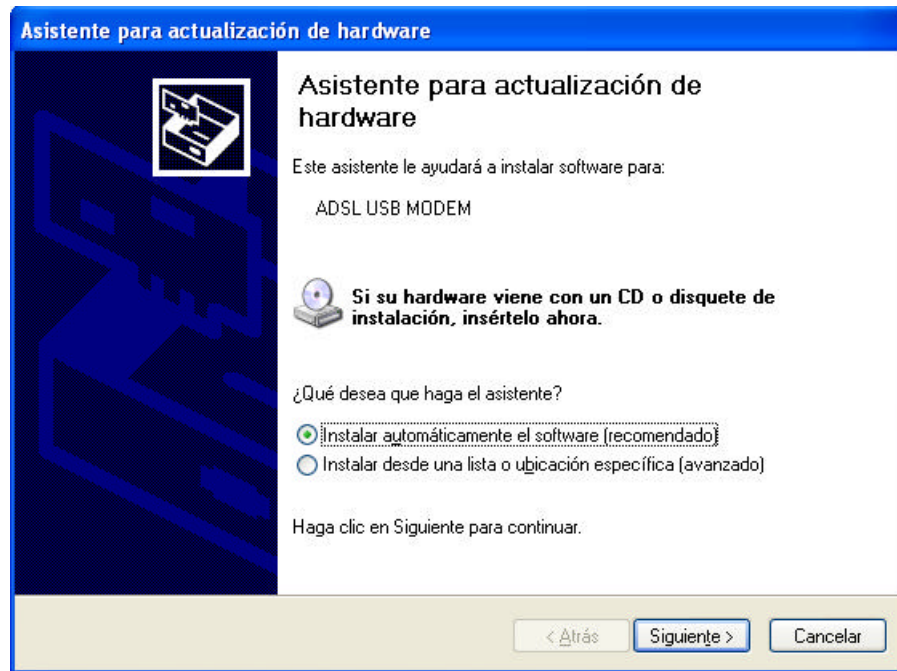 Asistente para actualización de hardware
Asistente para actualización de
hardware
Este asistente le ayudará a instalar software para:
ADSL USB MODEM
Si su hardware viene con un CD o disquete de
instalación, insértelo ahora.
¿Qué desea que haga el asistente?
Instalar automáticamente el software (recomendado)
Instalar desde una lista o ubicación específica (avanzado)
Haga clic en Siguiente para continuar.
< Atrás Siguiente > Cancelar